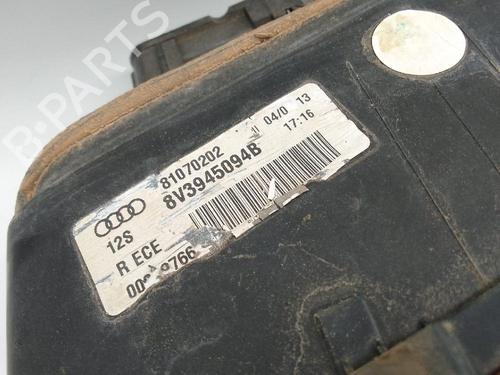 B-PARTS
81070202
04/0 13
8V3945094B
17:16
12S
R ECE